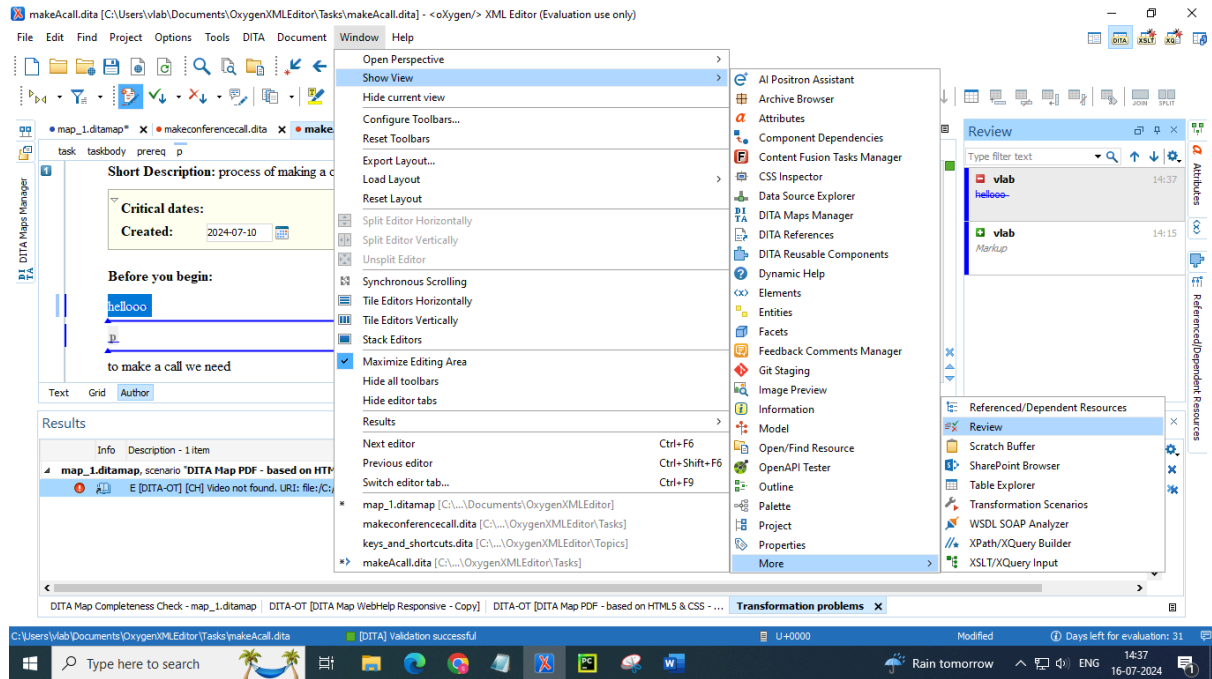 makeAcall.dita [C:\Users\vlab\Documents\OxygenXMLEditor\Tasks\makeAcall.dita] - <oXygen/> XML Editor (Evaluation use only)
File Edit Find Project Options Tools DITA Document Window Help
DITA XSLT XQ
JOIN SPLIT
map_1.ditamap* makeconferencecall.dita make
task taskbody prereq p
Short Description: process of making a c
Critical dates:
Created: 2024-07-10
Before you begin:
hellooo
p
to make a call we need
Text Grid Author
DITA Maps Manager
DITA
Open Perspective
Show View
Hide current view
Configure Toolbars...
Reset Toolbars
Export Layout...
Load Layout
Reset Layout
Split Editor Horizontally
Split Editor Vertically
Unsplit Editor
Synchronous Scrolling
Tile Editors Horizontally
Tile Editors Vertically
Stack Editors
Maximize Editing Area
Hide all toolbars
Hide editor tabs
Results
Next editor Ctrl+F6
Previous editor Ctrl+Shift+F6
Switch editor tab... Ctrl+F9
* map_1.ditamap [C:\...\Documents\OxygenXMLEditor]
makeconferencecall.dita [C:\...\OxygenXMLEditor\Tasks]
keys_and_shortcuts.dita [C:\...\OxygenXMLEditor\Topics]
*> makeAcall.dita [C:\...\OxygenXMLEditor\Tasks]
AI Positron Assistant
Archive Browser
Attributes
Component Dependencies
Content Fusion Tasks Manager
CSS Inspector
Data Source Explorer
DITA Maps Manager
DITA References
DITA Reusable Components
Dynamic Help
Elements
Entities
Facets
Feedback Comments Manager
Git Staging
Image Preview
Information
Model
Open/Find Resource
OpenAPI Tester
Outline
Palette
Project
Properties
More
Referenced/Dependent Resources
Review
Scratch Buffer
SharePoint Browser
Table Explorer
Transformation Scenarios
WSDL SOAP Analyzer
XPath/XQuery Builder
XSLT/XQuery Input
Review
Type filter text
vlab 14:37
hellooo
vlab 14:15
Markup
Attributes
Referenced/Dependent Resources
Results
Info Description - 1 item
map_1.ditamap, scenario "DITA Map PDF - based on HTM
E [DITA-OT] [CH] Video not found. URI: file:/C:/
DITA Map Completeness Check - map_1.ditamap DITA-OT [DITA Map WebHelp Responsive - Copy] DITA-OT [DITA Map PDF - based on HTML5 & CSS - ... Transformation problems
C:\Users\vlab\Documents\OxygenXMLEditor\Tasks\makeAcall.dita [DITA] Validation successful U+0000 Modified Days left for evaluation: 31
Type here to search Rain tomorrow ENG 14:37
16-07-2024